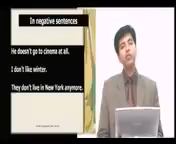 In negative sentences
He doesn't go to cinema at all.
I don't like winter.
They don't live in New York anymore.